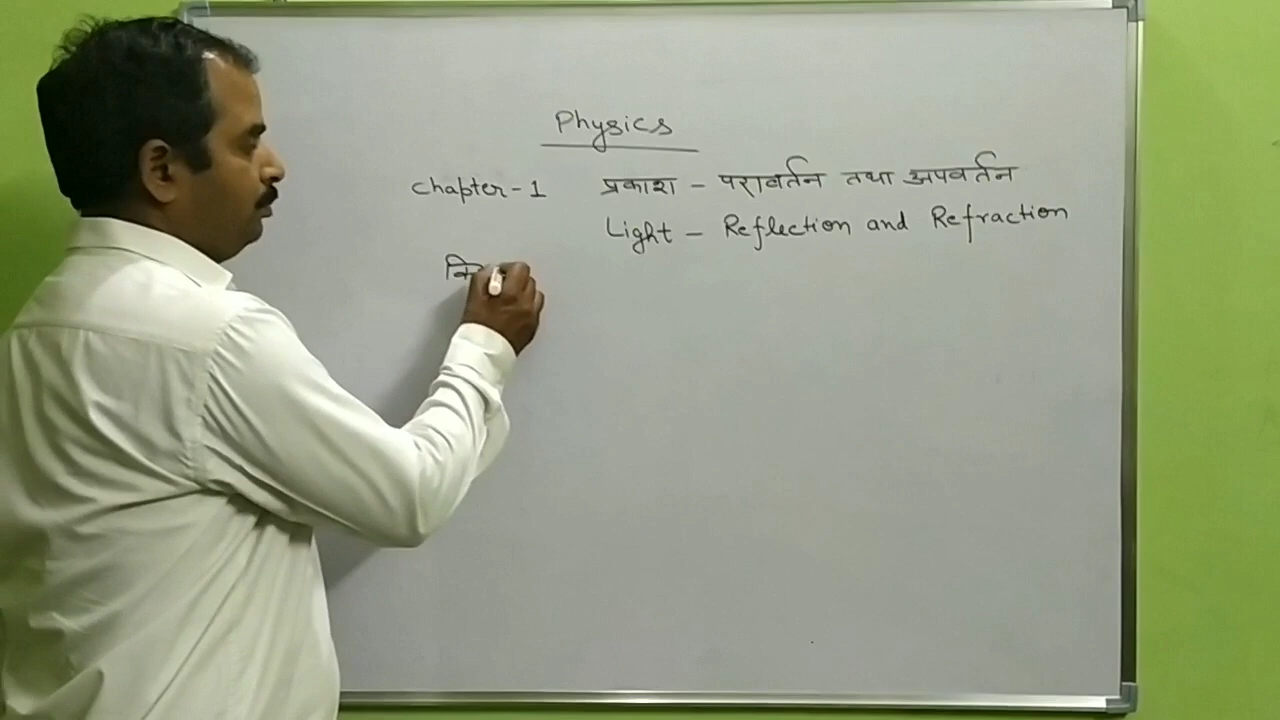 Physics
Chapter - 1 प्रकाश - परावर्तन तथा अपवर्तन
Light - Reflection and Refraction